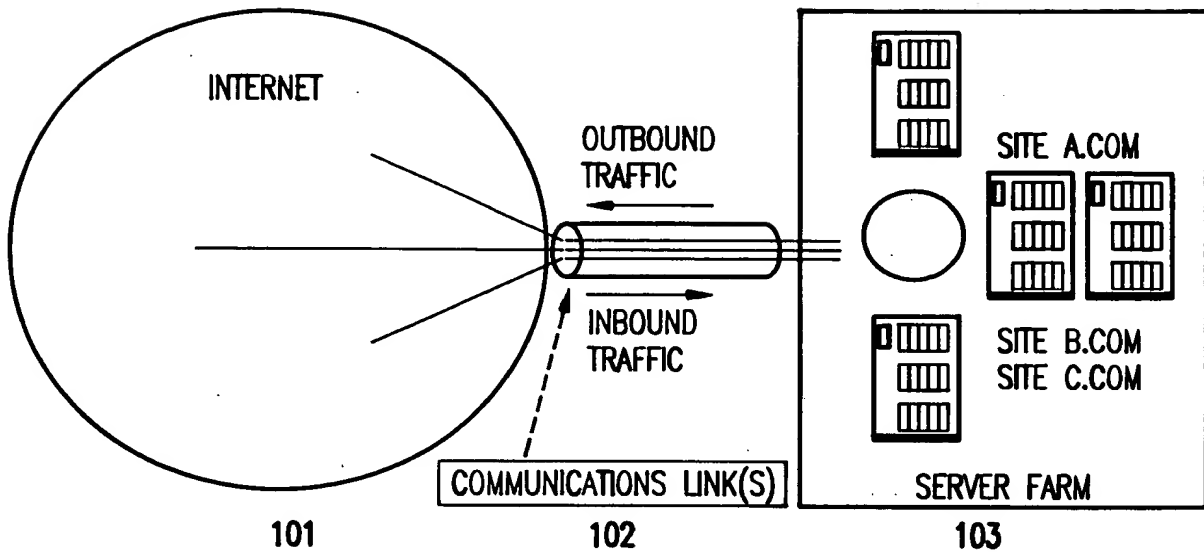 INTERNET
OUTBOUND
TRAFFIC
INBOUND
TRAFFIC
COMMUNICATIONS LINK(S)
SITE A.COM
SITE B.COM
SITE C.COM
SERVER FARM
101
102
103